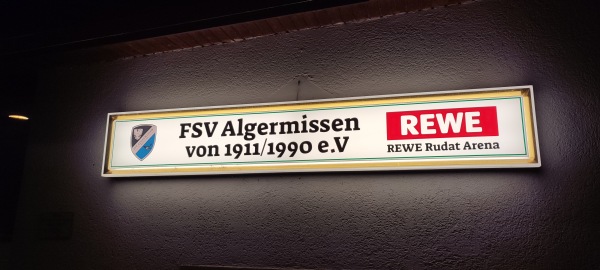 FSV Algermissen
von 1911/1990 e.V
REWE
REWE Rudat Arena